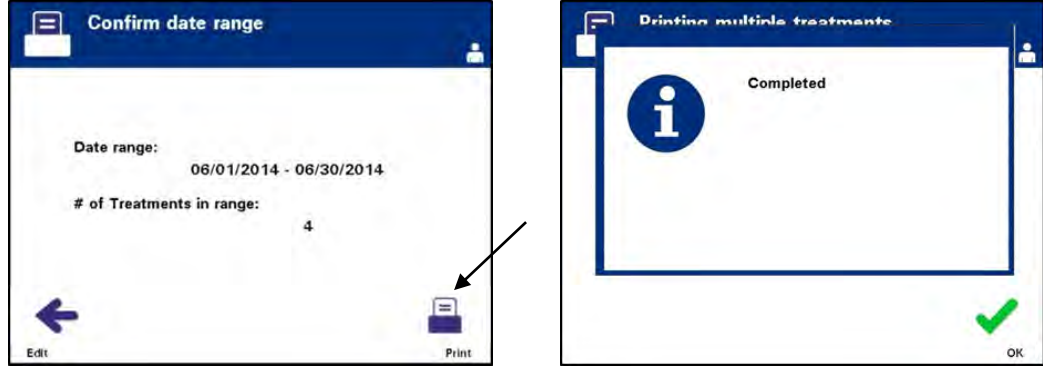 Confirm date range
Date range:
06/01/2014 - 06/30/2014
# of Treatments in range:
4
Edit
Print
Printing multiple treatments
Completed
OK